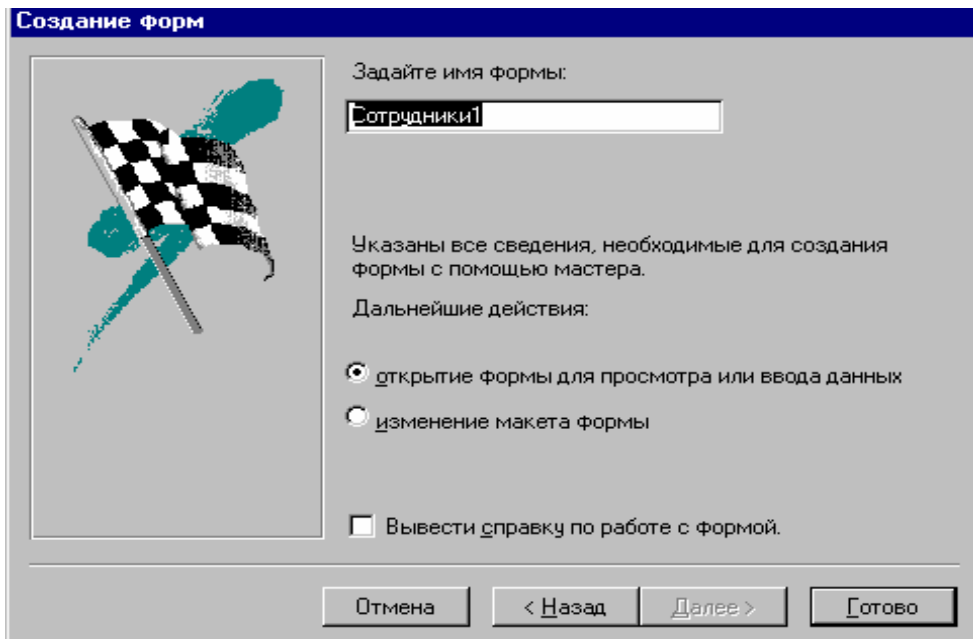 Создание форм
Задайте имя формы:
Сотрудники1
Указаны все сведения, необходимые для создания
формы с помощью мастера.
Дальнейшие действия:
открытие формы для просмотра или ввода данных
изменение макета формы
Вывести справку по работе с формой.
Отмена
< Назад
Далее >
Готово